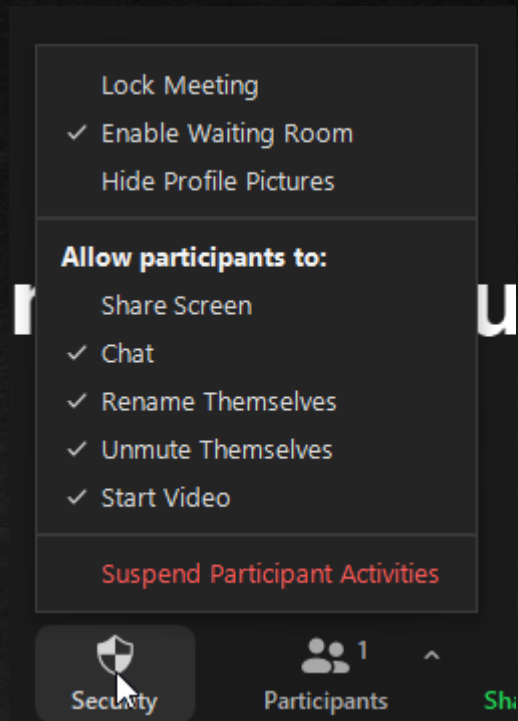 Lock Meeting
✓ Enable Waiting Room
Hide Profile Pictures
Allow participants to:
Share Screen
✓ Chat
✓ Rename Themselves
✓ Unmute Themselves
✓ Start Video
Suspend Participant Activities
1
Security Participants